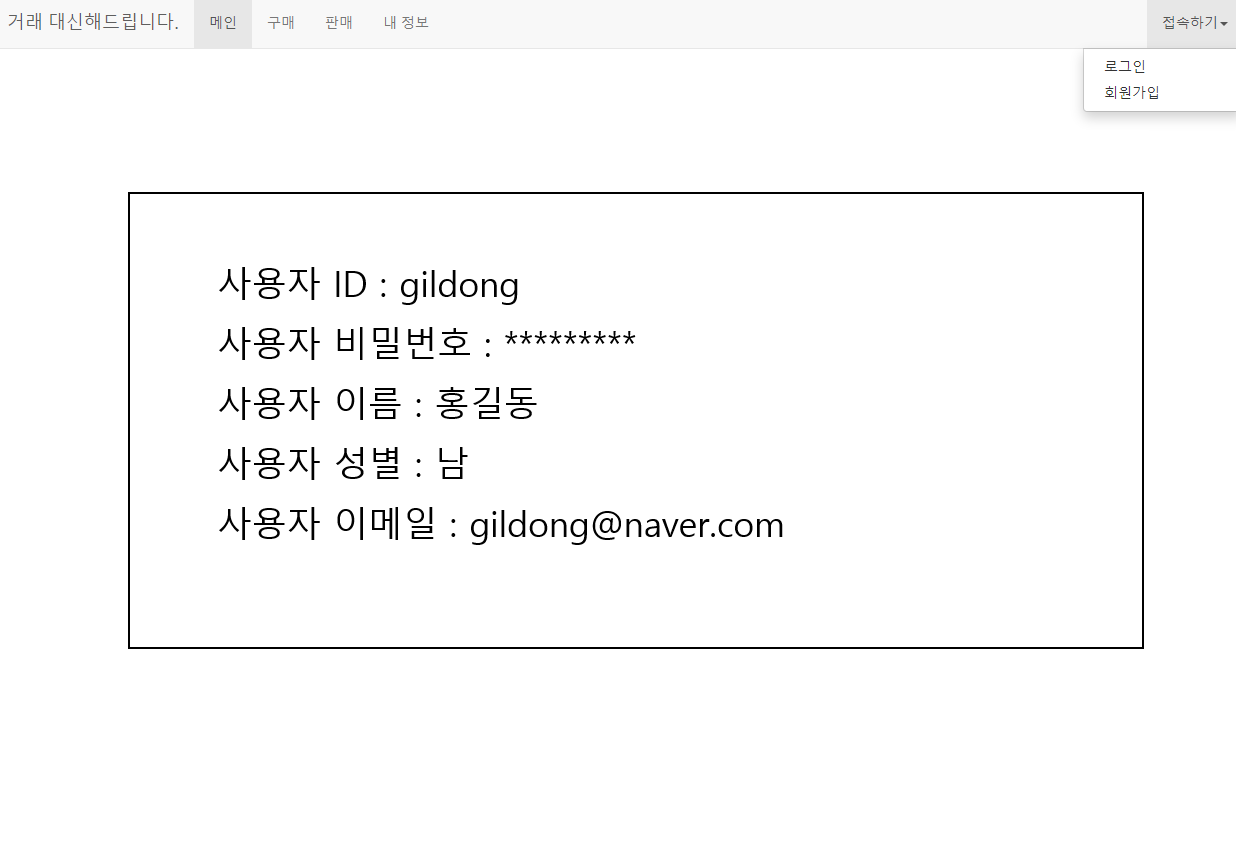 거래 대신해드립니다. 메인 구매 판매 내 정보 접속하기
로그인
회원가입
사용자 ID : gildong
사용자 비밀번호 : *********
사용자 이름 : 홍길동
사용자 성별 : 남
사용자 이메일 : gildong@naver.com